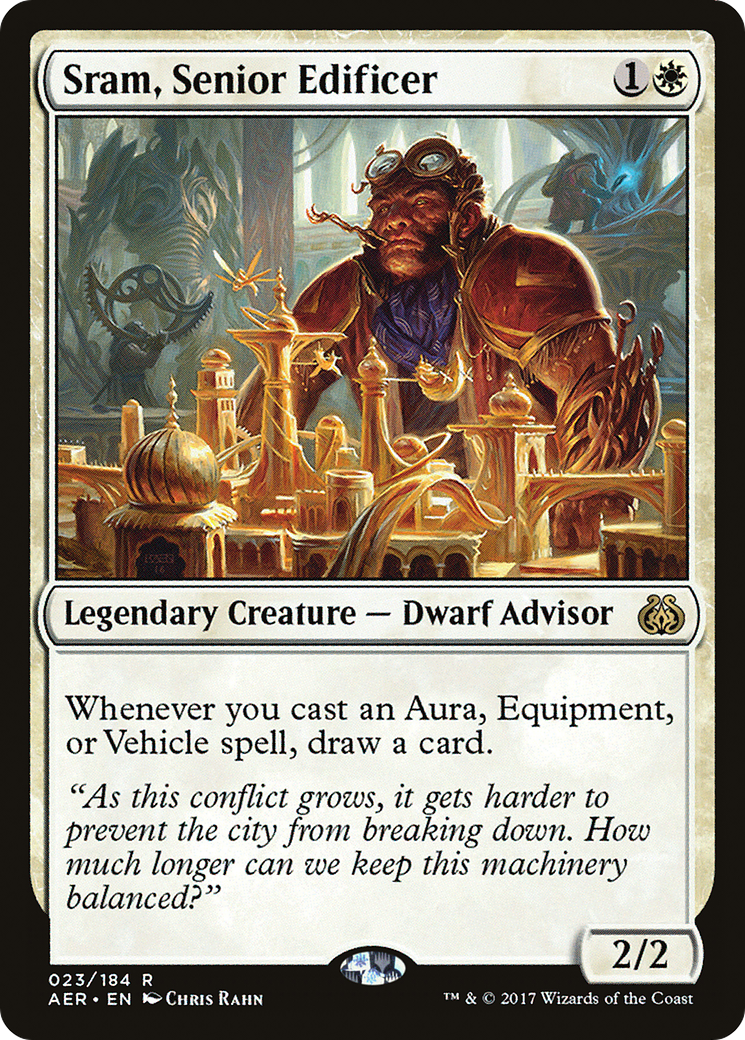 Sram, Senior Edificer
1
Legendary Creature — Dwarf Advisor
Whenever you cast an Aura, Equipment,
or Vehicle spell, draw a card.
“As this conflict grows, it gets harder to
prevent the city from breaking down. How
much longer can we keep this machinery
balanced?”
2/2
023/184 R
AER • EN Chris Rahn
™ & © 2017 Wizards of the Coast